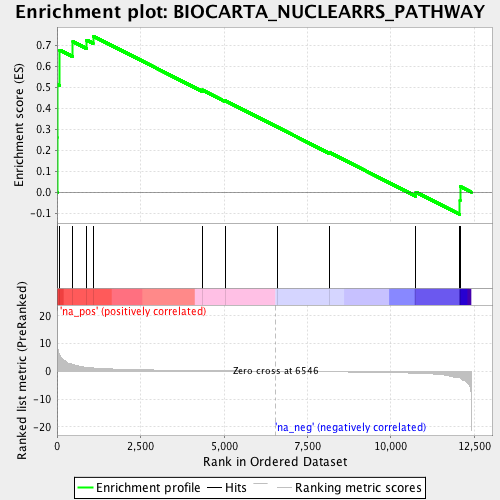 Enrichment plot: BIOCARTA_NUCLEARRS_PATHWAY
Enrichment score (ES)
0.7
0.6
0.5
0.4
0.3
0.2
0.1
0.0
-0.1
'na_pos' (positively correlated)
Ranked list metric (PreRanked)
20
10
0
-10
-20
Zero cross at 6546
'na_neg' (negatively correlated)
0 2,500 5,000 7,500 10,000 12,500
Rank in Ordered Dataset
Enrichment profile Hits Ranking metric scores